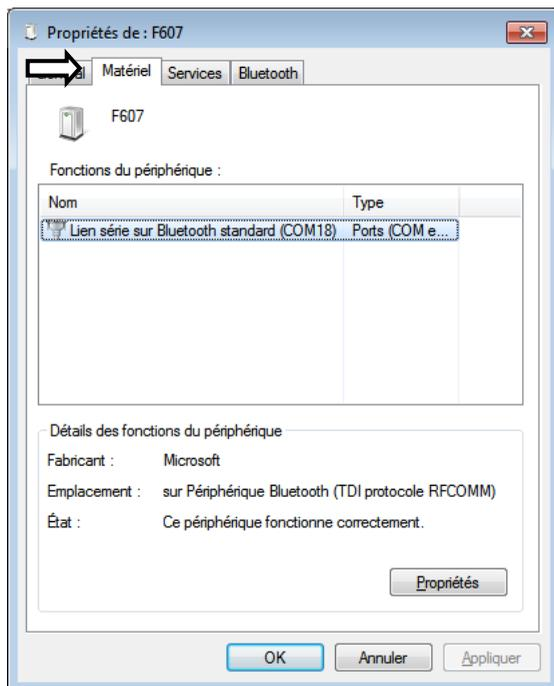 Propriétés de : F607
Matériel Services Bluetooth
F607
Fonctions du périphérique :
Nom Type
Lien série sur Bluetooth standard (COM18) Ports (COM e...
Détails des fonctions du périphérique
Fabricant : Microsoft
Emplacement : sur Périphérique Bluetooth (TDI protocole RFCOMM)
État : Ce périphérique fonctionne correctement.
Propriétés
OK Annuler Appliquer